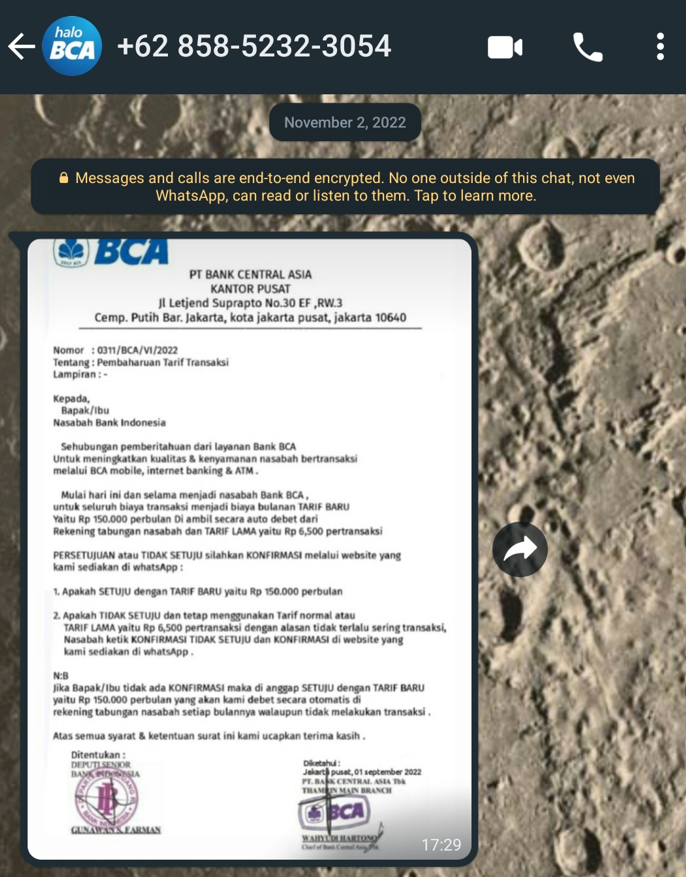 halo
BCA
+62 858-5232-3054
November 2, 2022
Messages and calls are end-to-end encrypted. No one outside of this chat, not even
WhatsApp, can read or listen to them. Tap to learn more.
BCA
PT BANK CENTRAL ASIA
KANTOR PUSAT
Jl Letjend Suprapto No.30 EF ,RW.3
Cemp. Putih Bar. Jakarta, kota jakarta pusat, jakarta 10640
Nomor : 0311/BCA/VI/2022
Tentang : Pembaharuan Tarif Transaksi
Lampiran : -
Kepada,
Bapak/Ibu
Nasabah Bank Indonesia
Sehubungan pemberitahuan dari layanan Bank BCA
Untuk meningkatkan kualitas & kenyamanan nasabah bertransaksi
melalui BCA mobile, internet banking & ATM .
Mulai hari ini dan selama menjadi nasabah Bank BCA ,
untuk seluruh biaya transaksi menjadi biaya bulanan TARIF BARU
Yaitu Rp 150.000 perbulan Di ambil secara auto debet dari
Rekening tabungan nasabah dan TARIF LAMA yaitu Rp 6,500 pertransaksi
PERSETUJUAN atau TIDAK SETUJU silahkan KONFIRMASI melalui website yang
kami sediakan di whatsApp :
1. Apakah SETUJU dengan TARIF BARU yaitu Rp 150.000 perbulan
2. Apakah TIDAK SETUJU dan tetap menggunakan Tarif normal atau
TARIF LAMA yaitu Rp 6,500 pertransaksi dengan alasan tidak terlalu sering transaksi,
Nasabah ketik KONFIRMASI TIDAK SETUJU dan KONFIRMASI di website yang
kami sediakan di whatsApp .
N:B
Jika Bapak/Ibu tidak ada KONFIRMASI maka di anggap SETUJU dengan TARIF BARU
yaitu Rp 150.000 perbulan yang akan kami debet secara otomatis di
rekening tabungan nasabah setiap bulannya walaupun tidak melakukan transaksi .
Atas semua syarat & ketentuan surat ini kami ucapkan terima kasih .
Ditentukan :
DEPUTI SENIOR
BANK INDONESIA
GUNAWAN S. FARMAN
Diketahui :
Jakarta pusat, 01 september 2022
PT. BANK CENTRAL ASIA Tbk
THAMRIN MAIN BRANCH
BCA
WAHYUDI HARTONO
Chief of Bank Central Asia
17:29